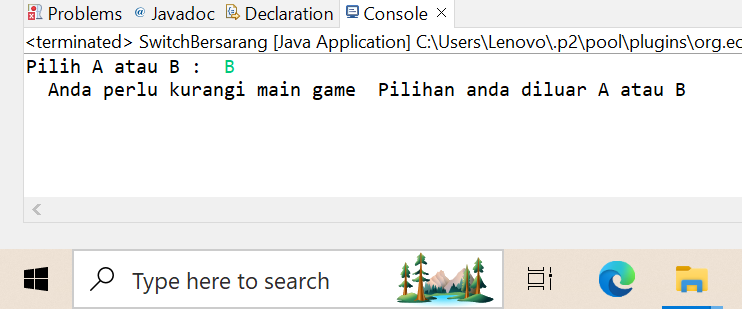 Problems @ Javadoc Declaration Console
<terminated> SwitchBersarang [Java Application] C:\Users\Lenovo\.p2\pool\plugins\org.ec
Pilih A atau B : B
Anda perlu kurangi main game Pilihan anda diluar A atau B
Type here to search